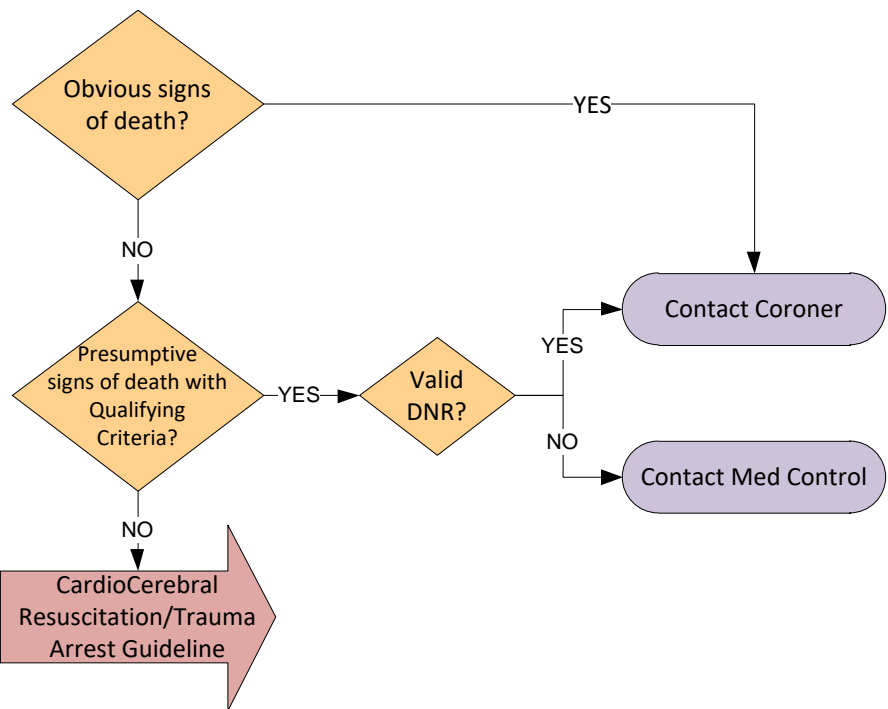 Obvious signs
of death?
YES
NO
Contact Coroner
Presumptive
signs of death with
Qualifying
Criteria?
YES
Valid
DNR?
YES
NO
Contact Med Control
NO
CardioCerebral
Resuscitation/Trauma
Arrest Guideline